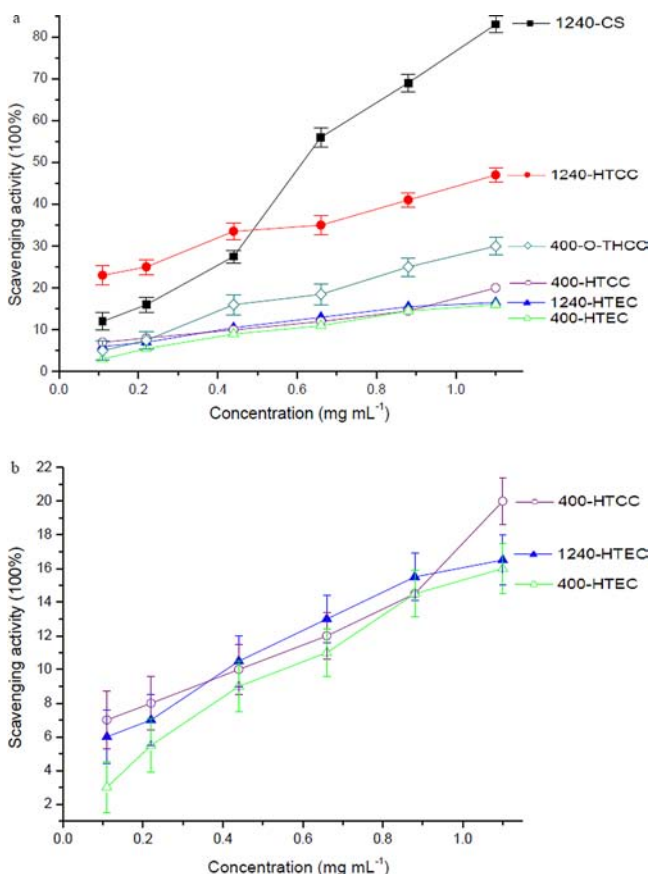 a
80
70
60
50
40
30
20
10
0
0.0 0.2 0.4 0.6 0.8 1.0
Scavenging activity (100%)
Concentration (mg mL⁻¹)
1240-CS
1240-HTCC
400-O-THCC
400-HTCC
1240-HTEC
400-HTEC
b
22
20
18
16
14
12
10
8
6
4
2
0.0 0.2 0.4 0.6 0.8 1.0
Scavenging activity (100%)
Concentration (mg mL⁻¹)
400-HTCC
1240-HTEC
400-HTEC